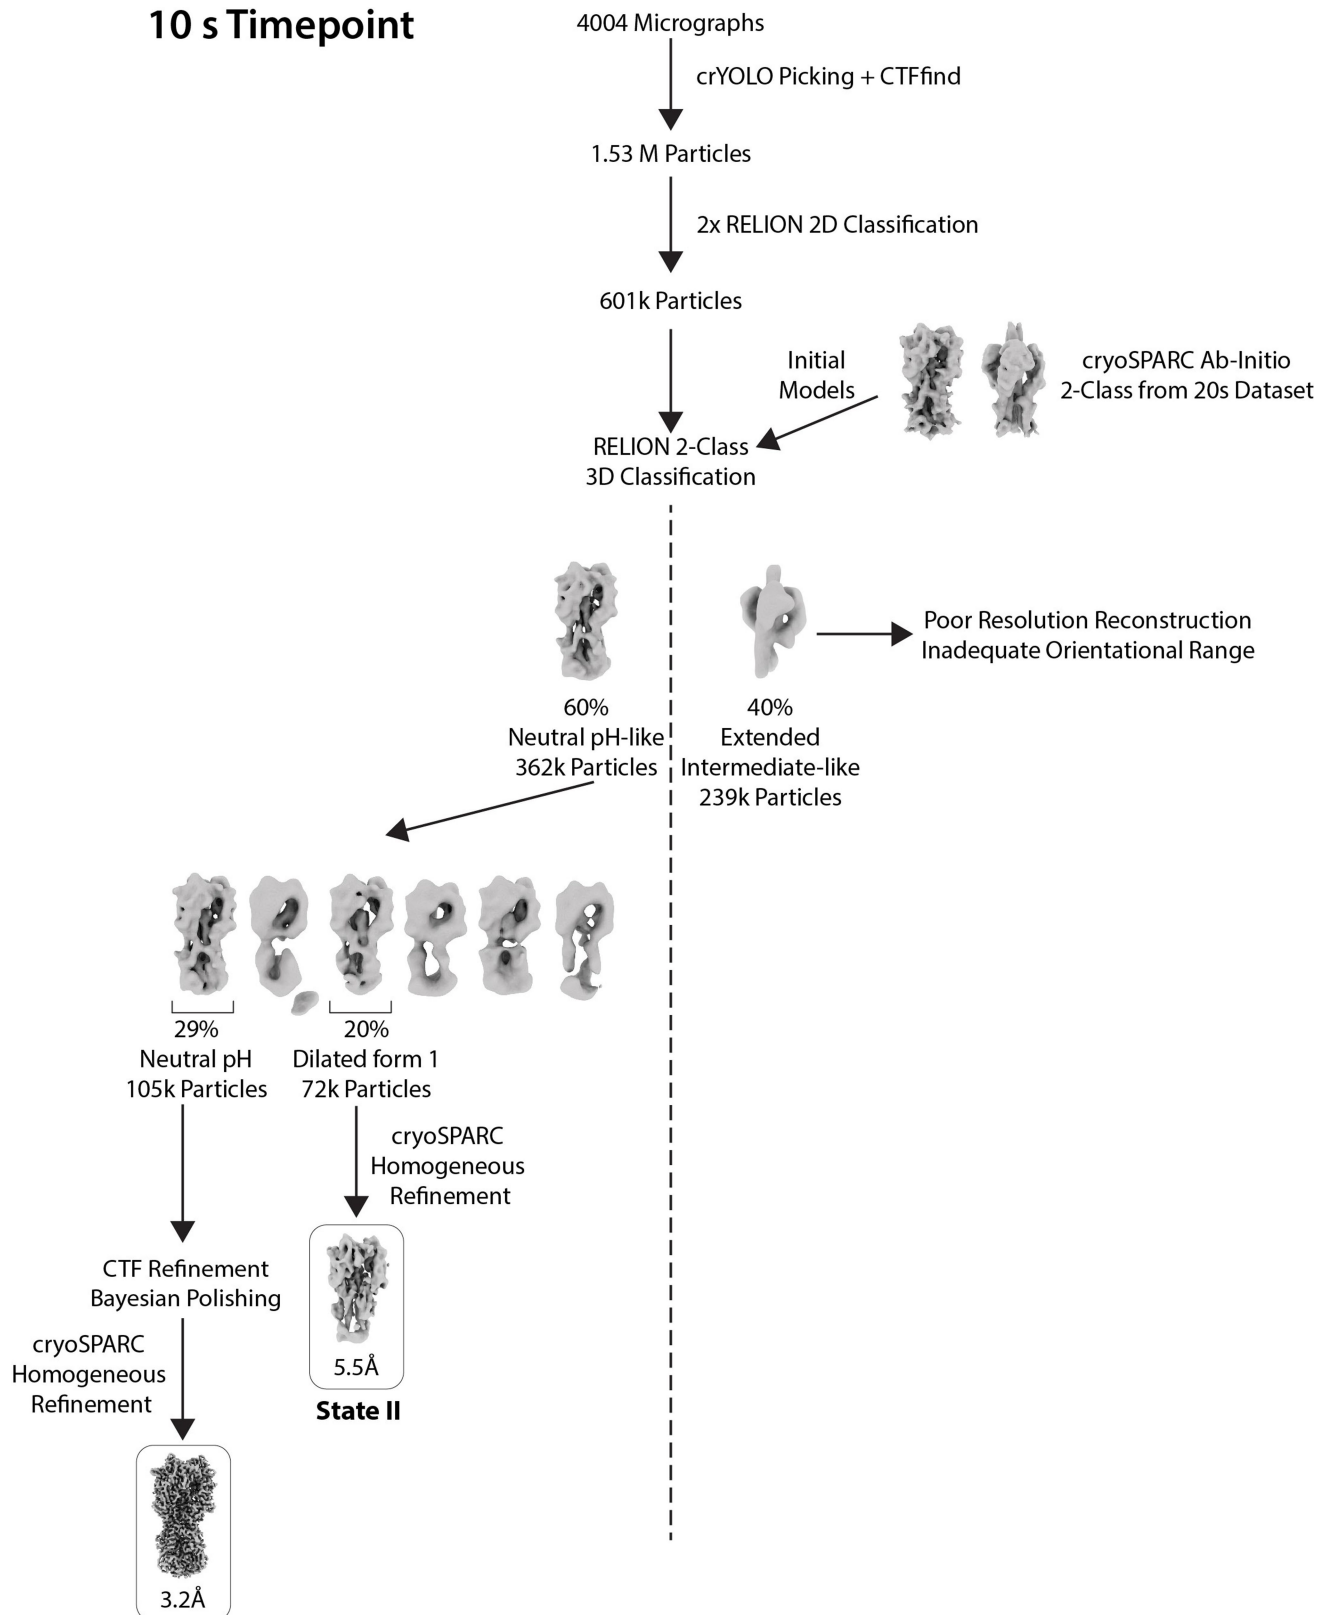 10 s Timepoint
4004 Micrographs
crYOLO Picking + CTFfind
1.53 M Particles
2x RELION 2D Classification
601k Particles
Initial
Models
cryoSPARC Ab-Initio
2-Class from 20s Dataset
RELION 2-Class
3D Classification
Poor Resolution Reconstruction
Inadequate Orientational Range
60%
Neutral pH-like
362k Particles
40%
Extended
Intermediate-like
239k Particles
29%
Neutral pH
105k Particles
20%
Dilated form 1
72k Particles
cryoSPARC
Homogeneous
Refinement
CTF Refinement
Bayesian Polishing
5.5Å
State II
cryoSPARC
Homogeneous
Refinement
3.2Å